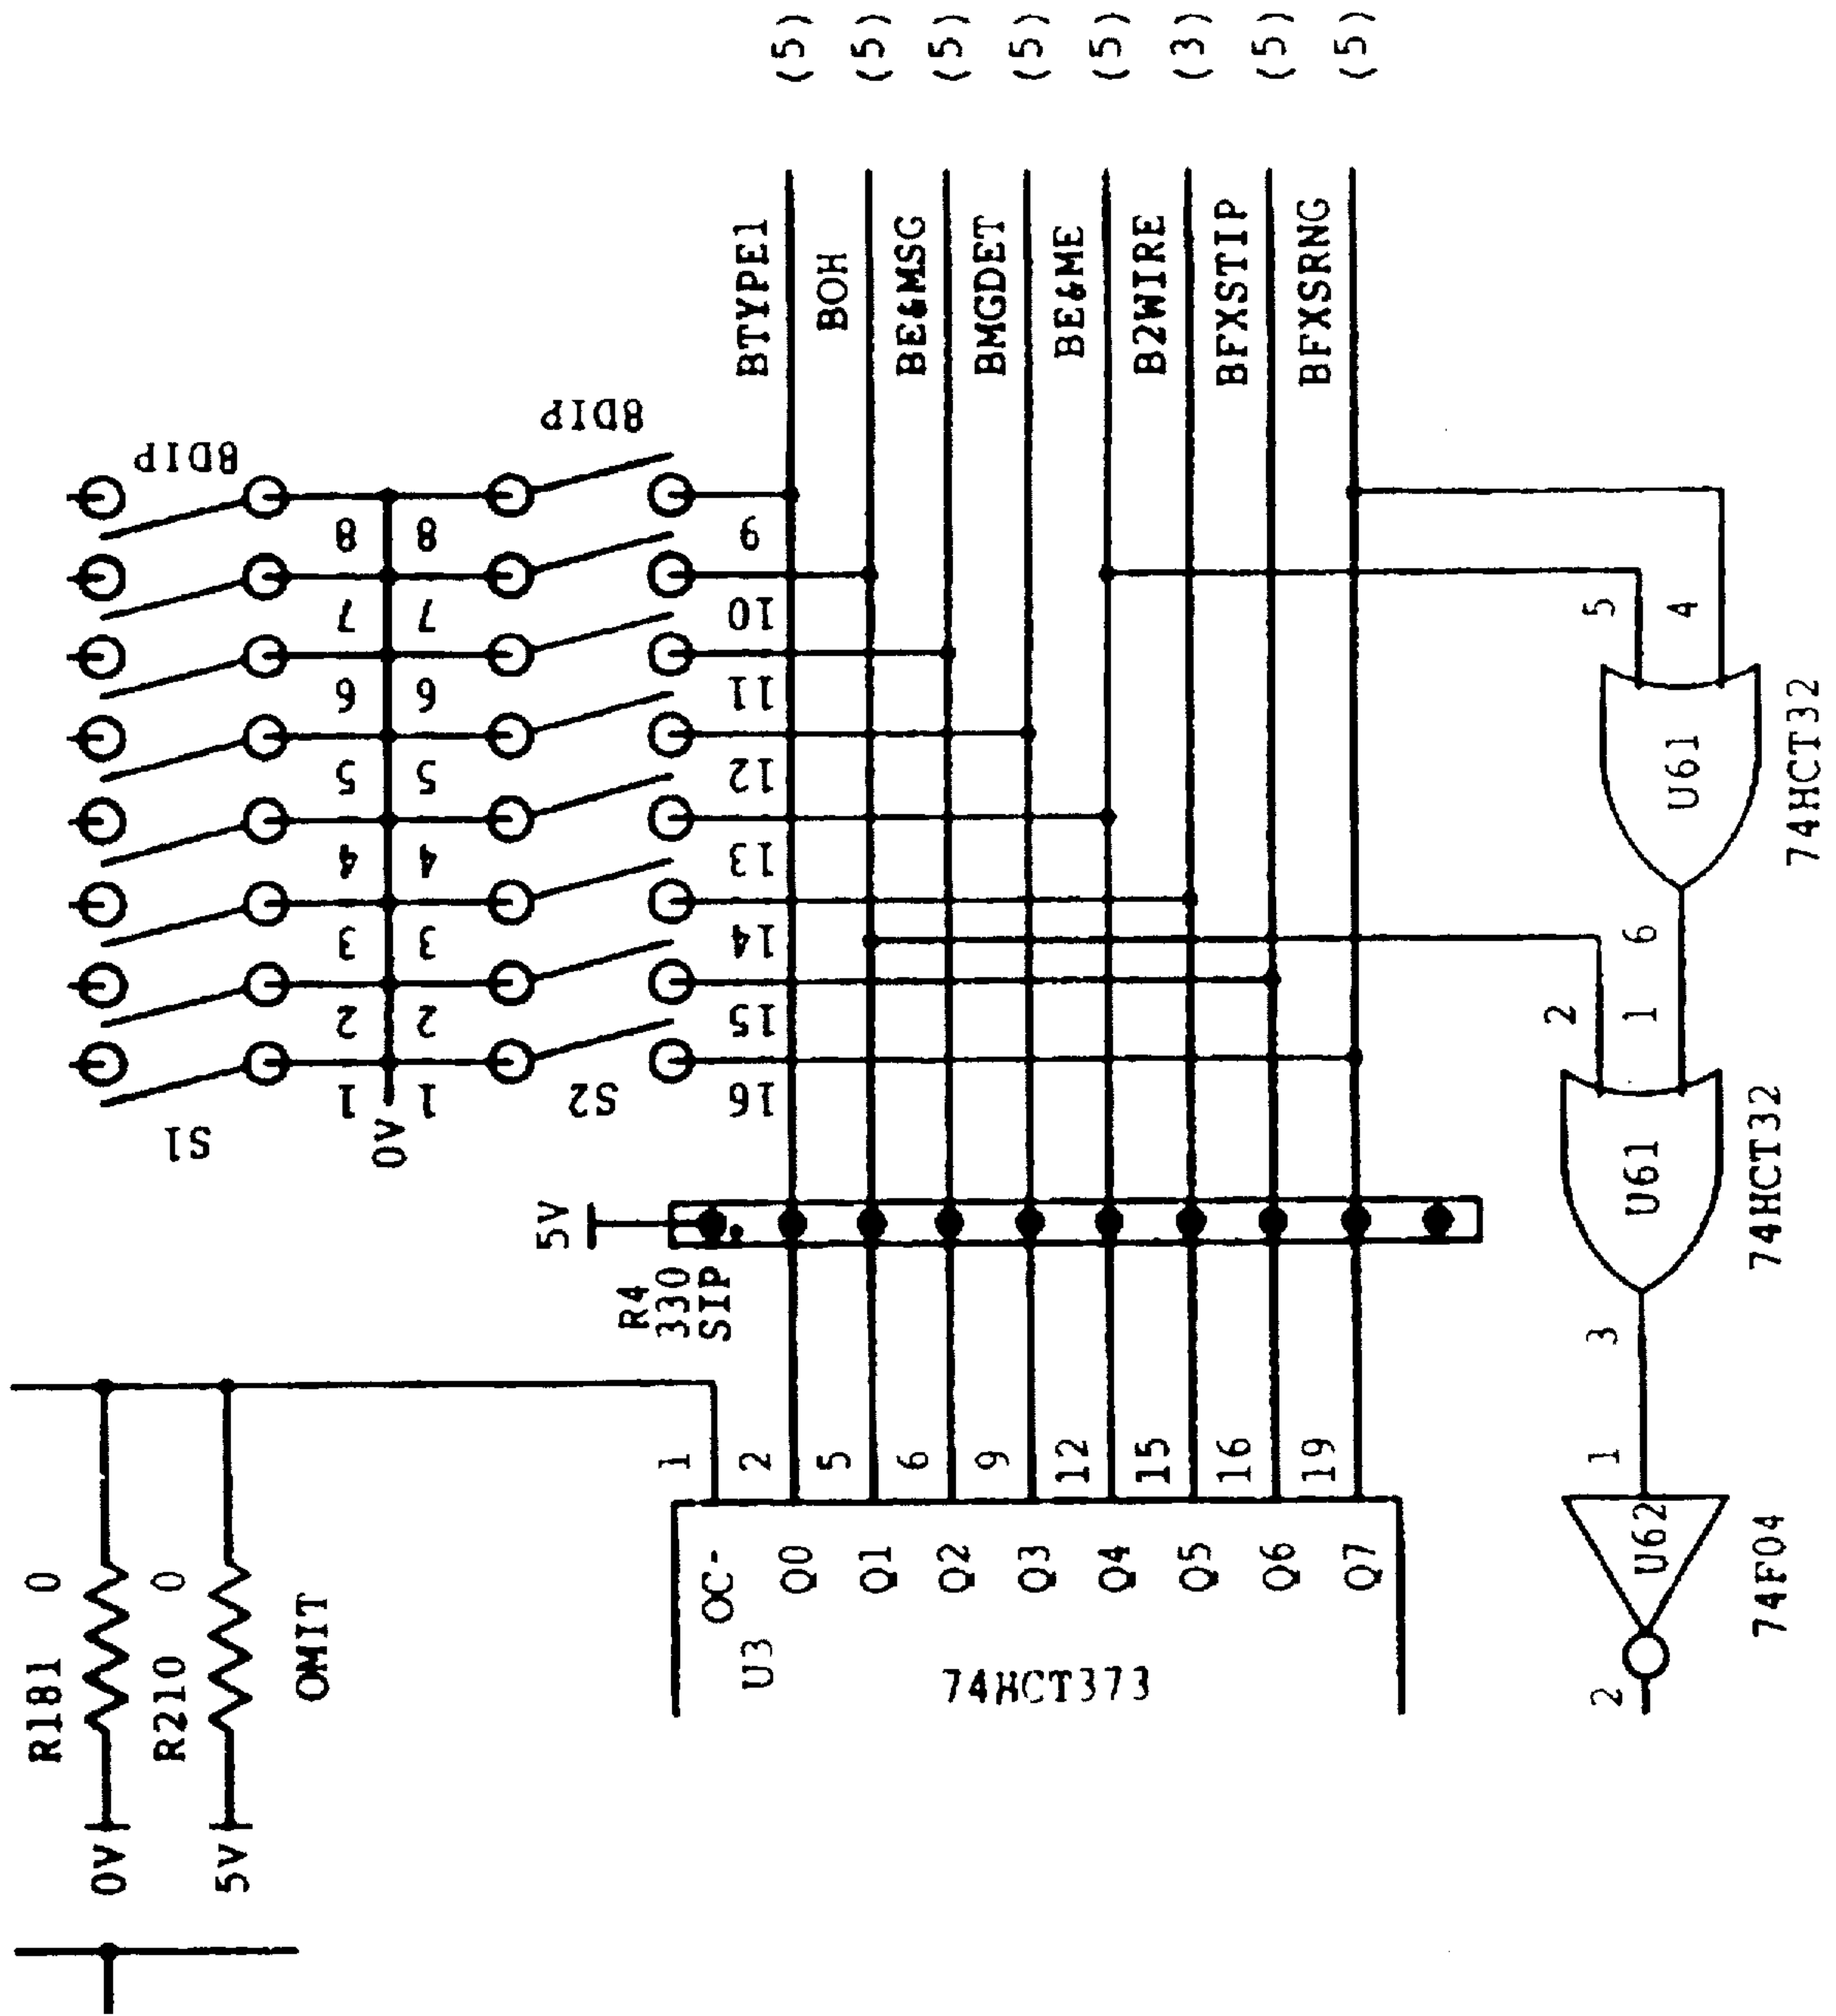 (5)
(5)
(5)
(5)
(5)
(3)
(5)
(5)
BTYPE1
BOH
BE&MSG
BMGDET
BE&ME
B2WIRE
BFXSTIP
BFXSRNG
8DIP
8DIP
8
7
6
5
4
3
2
1
8
7
6
5
4
3
2
1
S1
0V
S2
9
10
11
12
13
14
15
16
5V
R4
330
SIP
5
4
U61
74HCT32
6
2
1
U61
74HCT32
3
1
U62
74F04
2
R181 0
0V
R210 0
5V
OMIT
1
2
5
6
9
12
15
16
19
OC-
Q0
Q1
Q2
Q3
Q4
Q5
Q6
Q7
U3
74HCT373